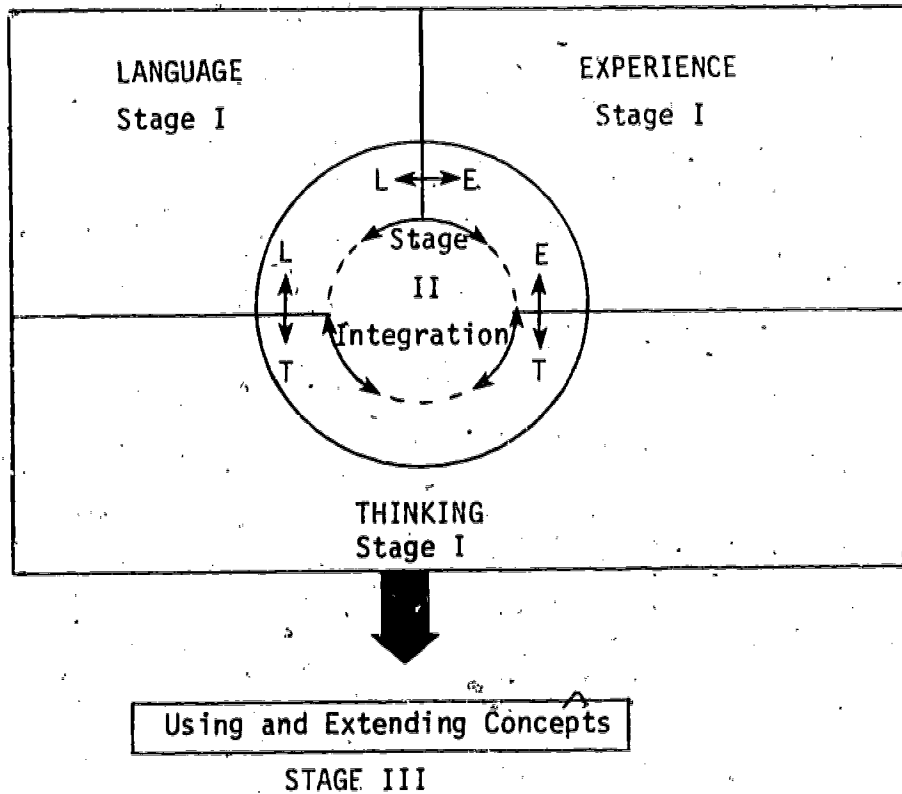 LANGUAGE
Stage I
EXPERIENCE
Stage I
L E
Stage
II
Integration
L
T
E
T
THINKING
Stage I
Using and Extending Concepts
STAGE III